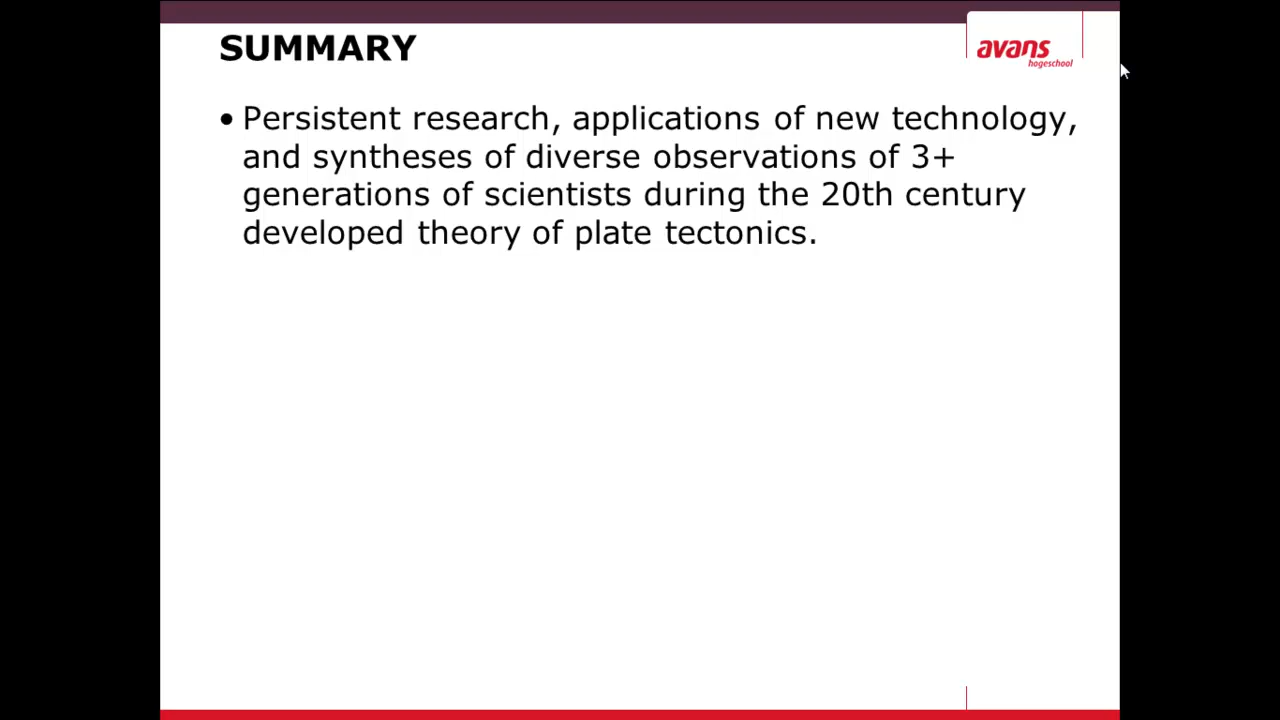 SUMMARY
avans
hogeschool
• Persistent research, applications of new technology,
and syntheses of diverse observations of 3+
generations of scientists during the 20th century
developed theory of plate tectonics.